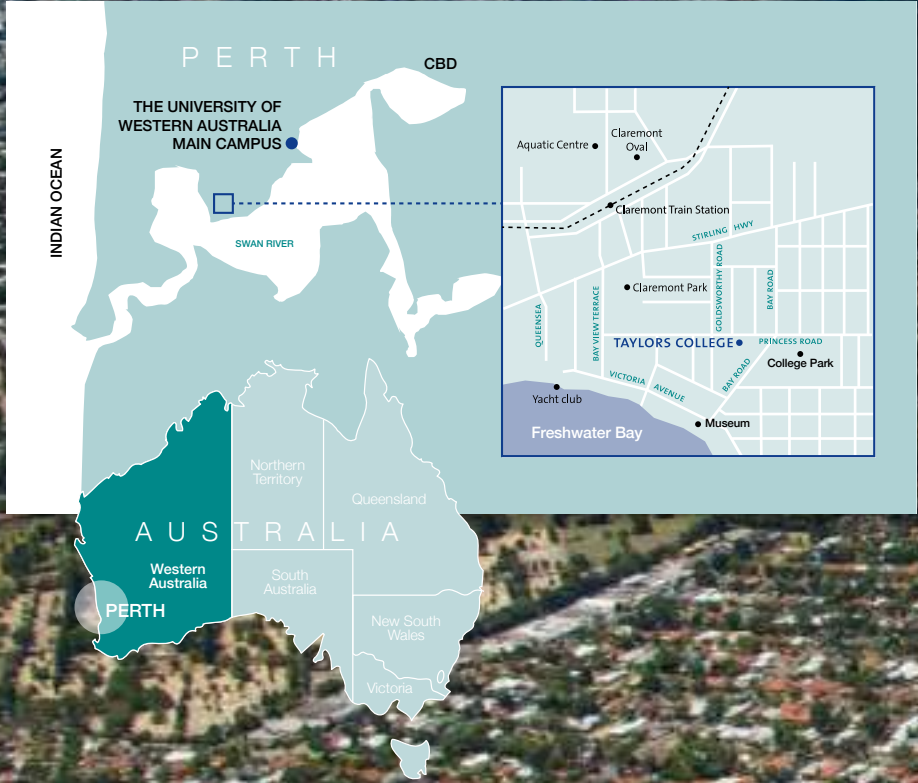 PERTH
CBD
THE UNIVERSITY OF
WESTERN AUSTRALIA
MAIN CAMPUS
INDIAN OCEAN
SWAN RIVER
Aquatic Centre
Claremont
Oval
Claremont Train Station
STIRLING HWY
Claremont Park
GOLDSWORTHY ROAD
BAY ROAD
QUEENSEA
BAY VIEW TERRACE
TAYLORS COLLEGE
PRINCESS ROAD
College Park
BAY ROAD
VICTORIA AVENUE
Yacht club
Museum
Freshwater Bay
Northern
Territory
Queensland
AUSTRALIA
Western
Australia
South
Australia
PERTH
New South
Wales
Victoria